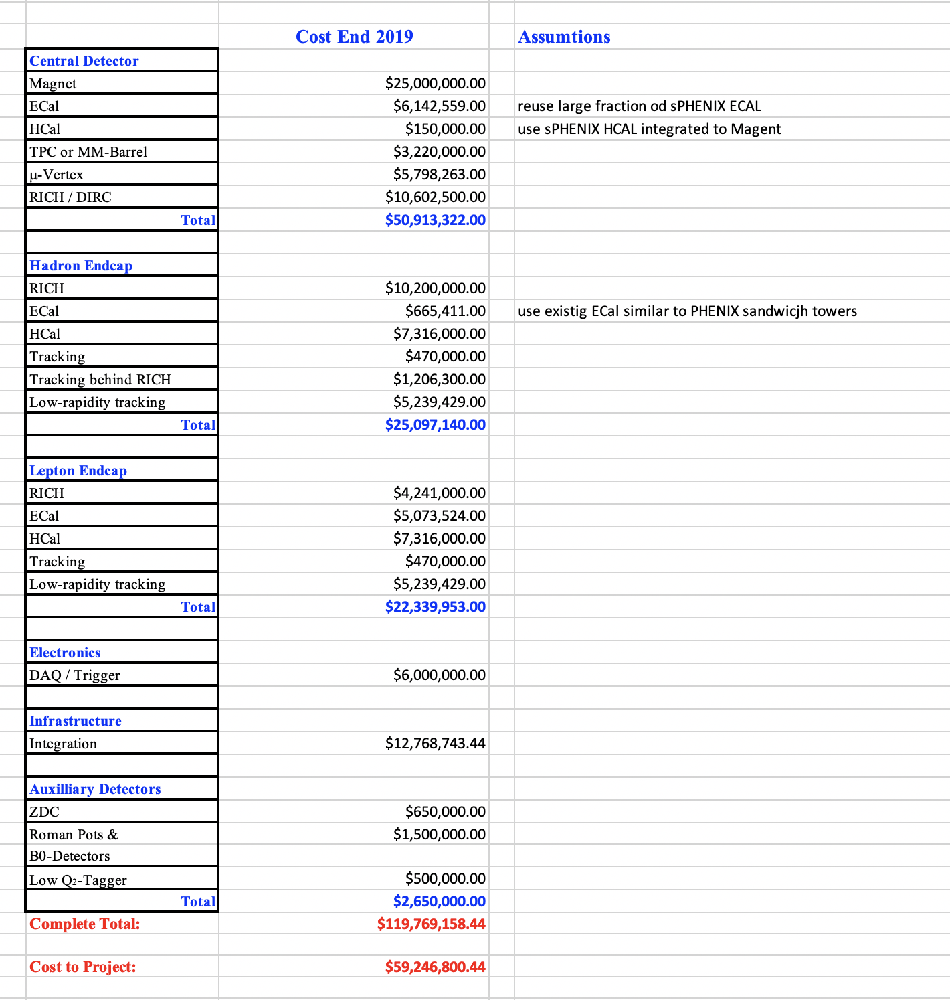 Cost End 2019 Assumtions
Central Detector
Magnet $25,000,000.00
ECal $6,142,559.00 reuse large fraction od sPHENIX ECAL
HCal $150,000.00 use sPHENIX HCAL integrated to Magent
TPC or MM-Barrel $3,220,000.00
μ-Vertex $5,798,263.00
RICH / DIRC $10,602,500.00
Total $50,913,322.00
Hadron Endcap
RICH $10,200,000.00
ECal $665,411.00 use existig ECal similar to PHENIX sandwicjh towers
HCal $7,316,000.00
Tracking $470,000.00
Tracking behind RICH $1,206,300.00
Low-rapidity tracking $5,239,429.00
Total $25,097,140.00
Lepton Endcap
RICH $4,241,000.00
ECal $5,073,524.00
HCal $7,316,000.00
Tracking $470,000.00
Low-rapidity tracking $5,239,429.00
Total $22,339,953.00
Electronics
DAQ / Trigger $6,000,000.00
Infrastructure
Integration $12,768,743.44
Auxilliary Detectors
ZDC $650,000.00
Roman Pots & $1,500,000.00
B0-Detectors
Low Q2-Tagger $500,000.00
Total $2,650,000.00
Complete Total: $119,769,158.44
Cost to Project: $59,246,800.44